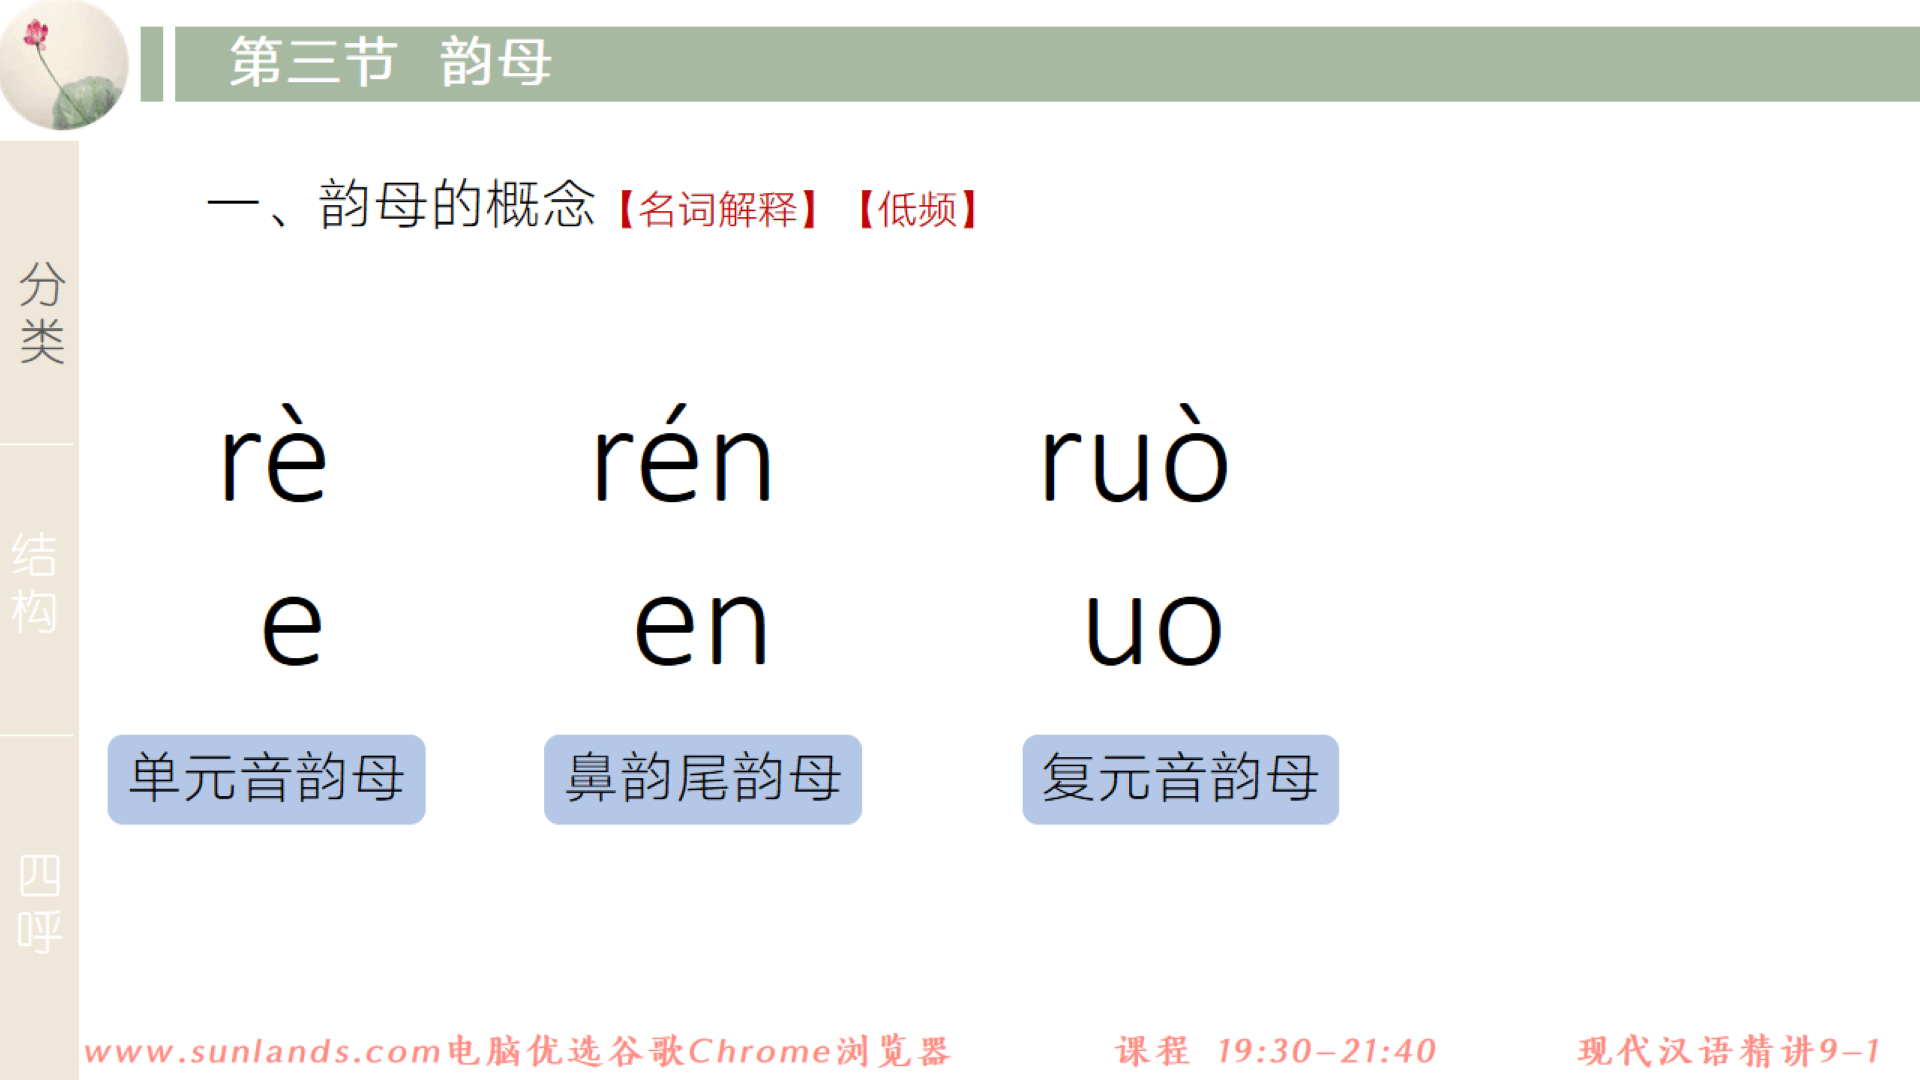 第三节 韵母
一、韵母的概念【名词解释】【低频】
分类
结构
四呼
rè rén ruò
e en uo
单元音韵母 鼻韵尾韵母 复元音韵母
www.sunlands.com电脑优选谷歌Chrome浏览器 课程 19:30-21:40 现代汉语精讲9-1